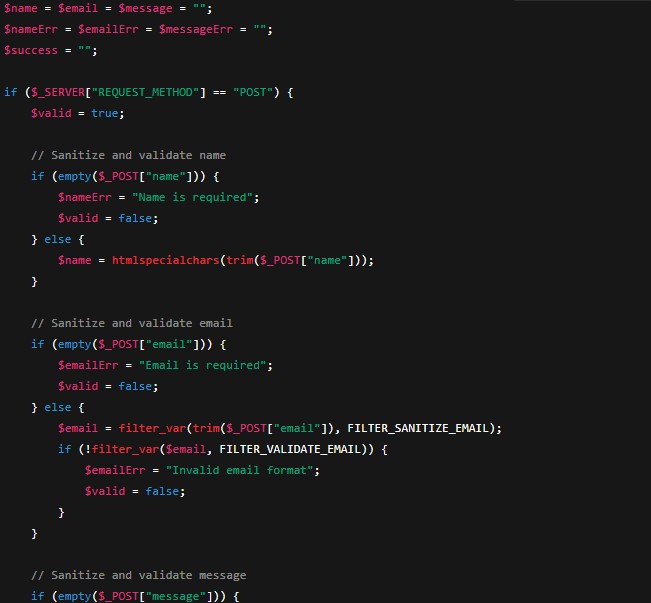 $name = $email = $message = "";
$nameErr = $emailErr = $messageErr = "";
$success = "";
if ($_SERVER["REQUEST_METHOD"] == "POST") {
$valid = true;
// Sanitize and validate name
if (empty($_POST["name"])) {
$nameErr = "Name is required";
$valid = false;
} else {
$name = htmlspecialchars(trim($_POST["name"]));
}
// Sanitize and validate email
if (empty($_POST["email"])) {
$emailErr = "Email is required";
$valid = false;
} else {
$email = filter_var(trim($_POST["email"]), FILTER_SANITIZE_EMAIL);
if (!filter_var($email, FILTER_VALIDATE_EMAIL)) {
$emailErr = "Invalid email format";
$valid = false;
}
}
// Sanitize and validate message
if (empty($_POST["message"])) {